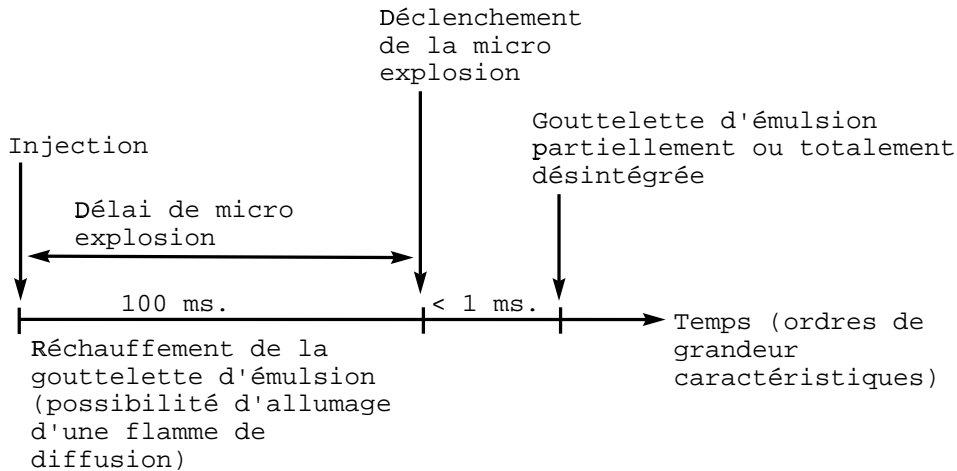 Déclenchement
de la micro
explosion
Injection
Gouttelette d'émulsion
partiellement ou totalement
désintégrée
Délai de micro
explosion
100 ms.
< 1 ms.
Temps (ordres de
grandeur
caractéristiques)
Réchauffement de la
gouttelette d'émulsion
(possibilité d'allumage
d'une flamme de
diffusion)